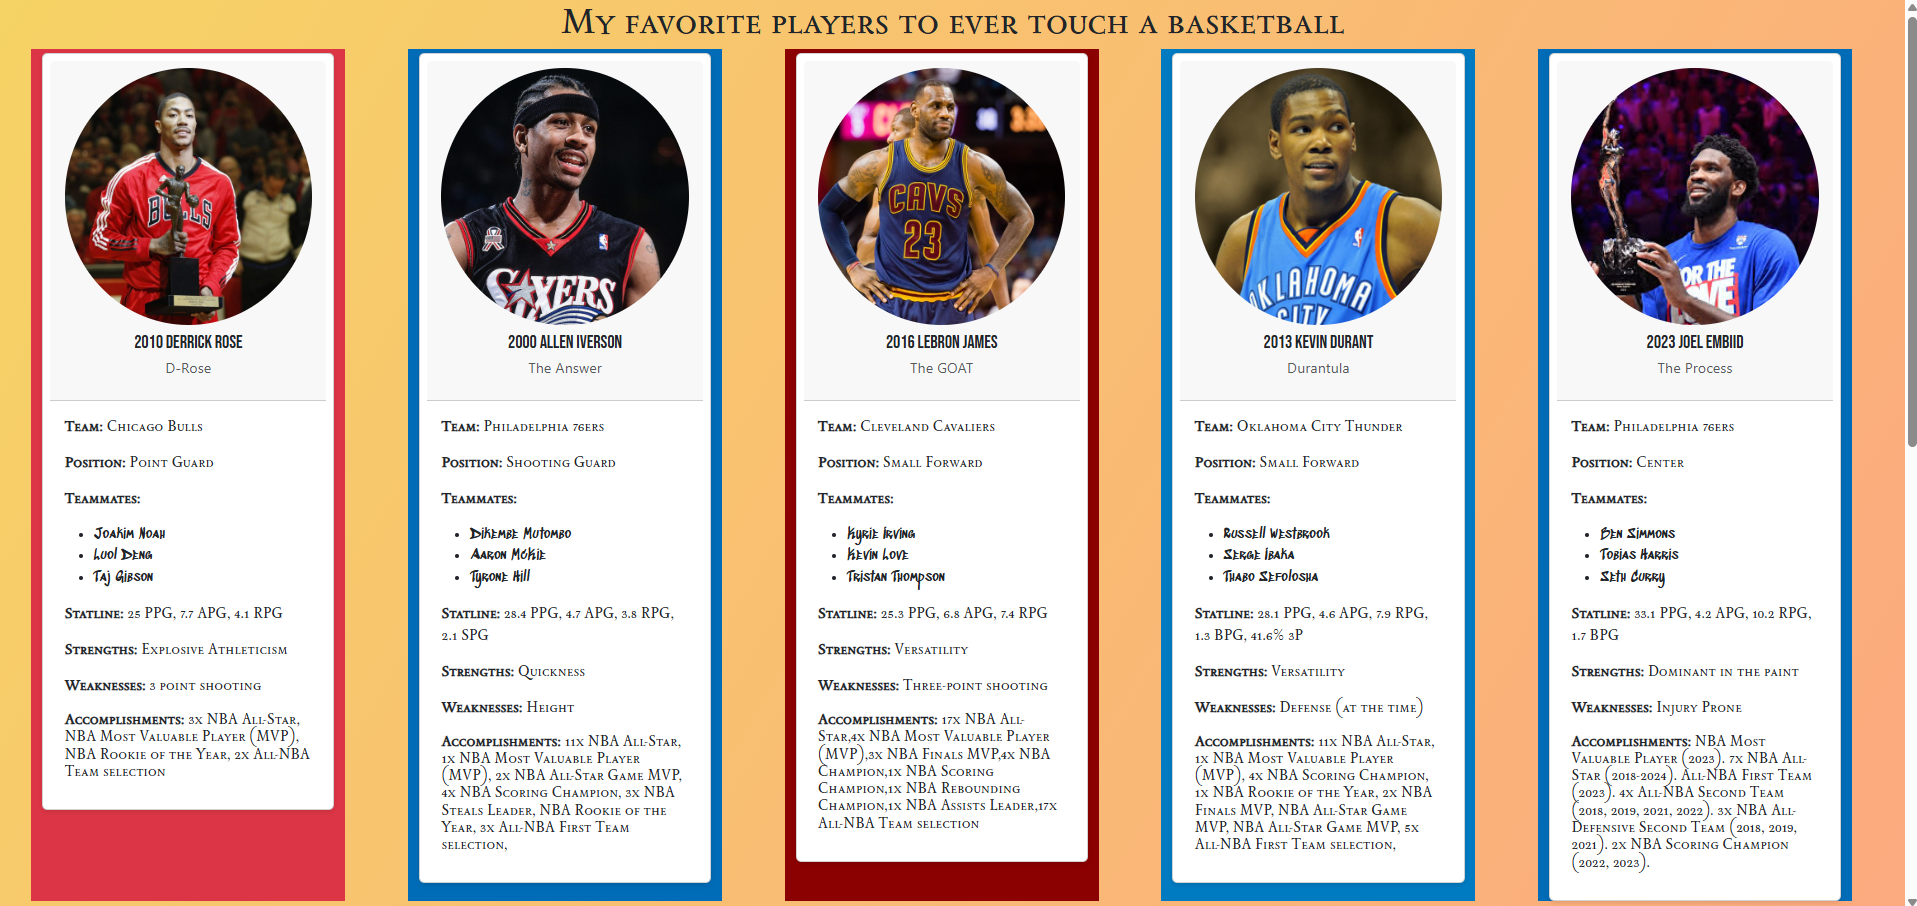 My favorite players to ever touch a basketball
BULLS
2010 DERRICK ROSE
D-Rose
Team: Chicago Bulls
Position: Point Guard
Teammates:
Joakim Noah
Luol Deng
Taj Gibson
Statline: 25 PPG, 7.7 APG, 4.1 RPG
Strengths: Explosive Athleticism
Weaknesses: 3 point shooting
Accomplishments: 3x NBA All-Star,
NBA Most Valuable Player (MVP),
NBA Rookie of the Year, 2x All-NBA
Team selection
SIXERS
2000 ALLEN IVERSON
The Answer
Team: Philadelphia 76ers
Position: Shooting Guard
Teammates:
Dikembe Mutombo
Aaron McKie
Tyrone Hill
Statline: 28.4 PPG, 4.7 APG, 3.8 RPG,
2.1 SPG
Strengths: Quickness
Weaknesses: Height
Accomplishments: 11x NBA All-Star,
1x NBA Most Valuable Player
(MVP), 2x NBA All-Star Game MVP,
4x NBA Scoring Champion, 3x NBA
Steals Leader, NBA Rookie of the
Year, 3x All-NBA First Team
selection,
CAVS
23
2016 LEBRON JAMES
The GOAT
Team: Cleveland Cavaliers
Position: Small Forward
Teammates:
Kyrie Irving
Kevin Love
Tristan Thompson
Statline: 25.3 PPG, 6.8 APG, 7.4 RPG
Strengths: Versatility
Weaknesses: Three-point shooting
Accomplishments: 17x NBA All-
Star,4x NBA Most Valuable Player
(MVP),3x NBA Finals MVP,4x NBA
Champion,1x NBA Scoring
Champion,1x NBA Rebounding
Champion,1x NBA Assists Leader,17x
All-NBA Team selection
OKLAHOMA
CITY
2013 KEVIN DURANT
Durantula
Team: Oklahoma City Thunder
Position: Small Forward
Teammates:
Russell Westbrook
Serge Ibaka
Thabo Sefolosha
Statline: 28.1 PPG, 4.6 APG, 7.9 RPG,
1.3 BPG, 41.6% 3P
Strengths: Versatility
Weaknesses: Defense (at the time)
Accomplishments: 11x NBA All-Star,
1x NBA Most Valuable Player
(MVP), 4x NBA Scoring Champion,
1x NBA Rookie of the Year, 2x NBA
Finals MVP, NBA All-Star Game
MVP, NBA All-Star Game MVP, 5x
All-NBA First Team selection,
FOR THE
LOVE
2023 JOEL EMBIID
The Process
Team: Philadelphia 76ers
Position: Center
Teammates:
Ben Simmons
Tobias Harris
Seth Curry
Statline: 33.1 PPG, 4.2 APG, 10.2 RPG,
1.7 BPG
Strengths: Dominant in the paint
Weaknesses: Injury Prone
Accomplishments: NBA Most
Valuable Player (2023). 7x NBA All-
Star (2018-2024). All-NBA First Team
(2023). 4x All-NBA Second Team
(2018, 2019, 2021, 2022). 3x NBA All-
Defensive Second Team (2018, 2019,
2021). 2x NBA Scoring Champion
(2022, 2023).